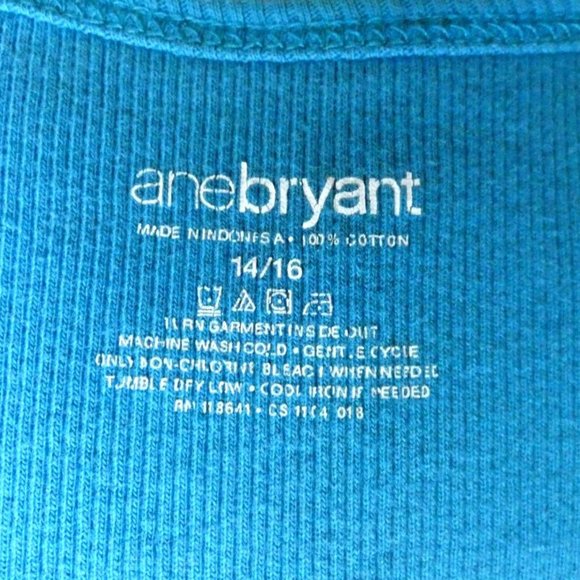 anebryant
MADE IN INDONESIA • 100% COTTON
14/16
TURN GARMENT INSIDE OUT
MACHINE WASH COLD • GENTLE CYCLE
ONLY NON-CHLORINE BLEACH WHEN NEEDED
TUMBLE DRY LOW • COOL IRON IF NEEDED
RN 118641 • CS 1104 018